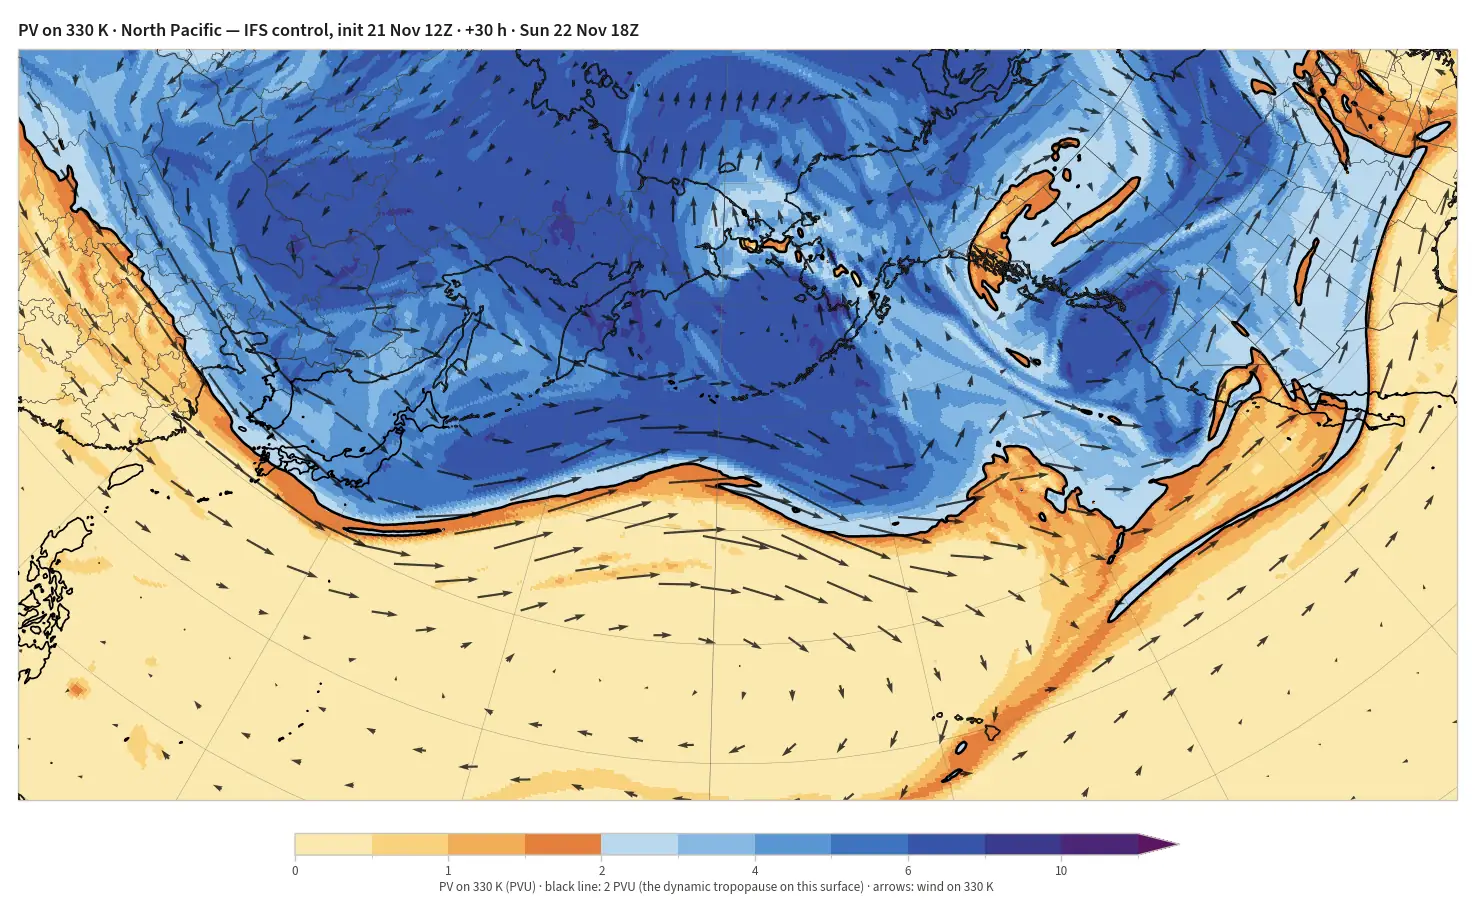 PV on 330 K · North Pacific — IFS control, init 21 Nov 12Z · +30 h · Sun 22 Nov 18Z
0 1 2 4 6 10
PV on 330 K (PVU) · black line: 2 PVU (the dynamic tropopause on this surface) · arrows: wind on 330 K